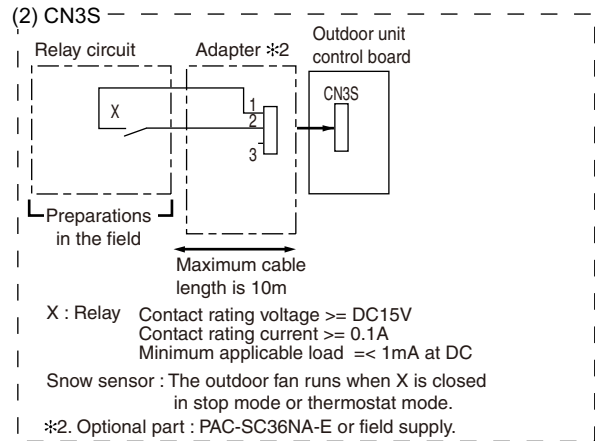 (2) CN3S
Relay circuit
Adapter ✻2
Outdoor unit
control board
X
1
2
3
CN3S
Preparations
in the field
Maximum cable
length is 10m
X : Relay Contact rating voltage >= DC15V
Contact rating current >= 0.1A
Minimum applicable load =< 1mA at DC
Snow sensor : The outdoor fan runs when X is closed
in stop mode or thermostat mode.
✻2. Optional part : PAC-SC36NA-E or field supply.